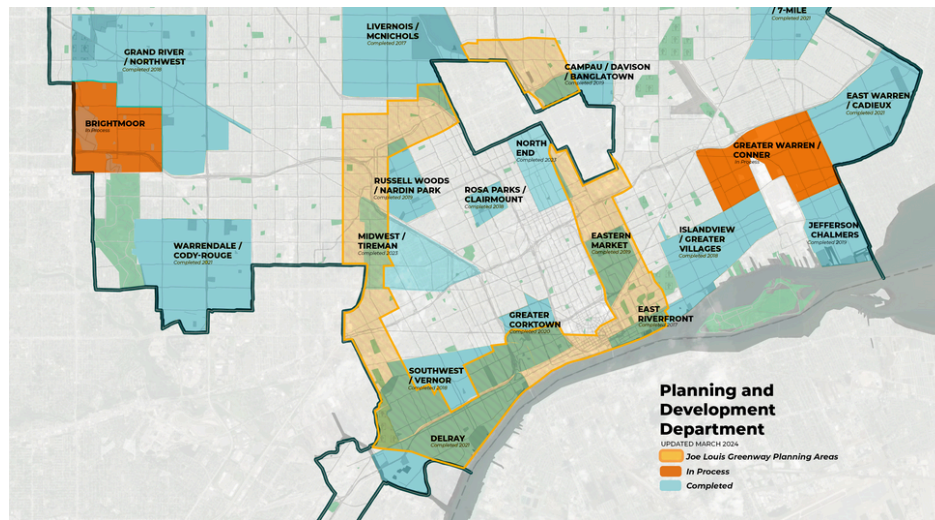 / 7-MILE
Completed 2021
LIVERNOIS /
MCNICHOLS
Completed 2017
GRAND RIVER
/ NORTHWEST
Completed 2018
CAMPAU / DAVISON
/ BANGLATOWN
Completed 2019
EAST WARREN
/ CADIEUX
Completed 2021
BRIGHTMOOR
In Process
GREATER WARREN /
CONNER
In Process
NORTH
END
Completed 2023
RUSSELL WOODS
/ NARDIN PARK
Completed 2019
ROSA PARKS /
CLAIRMOUNT
Completed 2019
MIDWEST /
TIREMAN
Completed 2023
EASTERN
MARKET
Completed 2019
ISLANDVIEW
/ GREATER
VILLAGES
Completed 2018
JEFFERSON
CHALMERS
Completed 2019
WARRENDALE /
CODY-ROUGE
Completed 2021
GREATER
CORKTOWN
Completed 2020
EAST
RIVERFRONT
Completed 2017
SOUTHWEST
/ VERNOR
Completed 2018
DELRAY
Completed 2021
Planning and
Development
Department
UPDATED MARCH 2024
Joe Louis Greenway Planning Areas
In Process
Completed